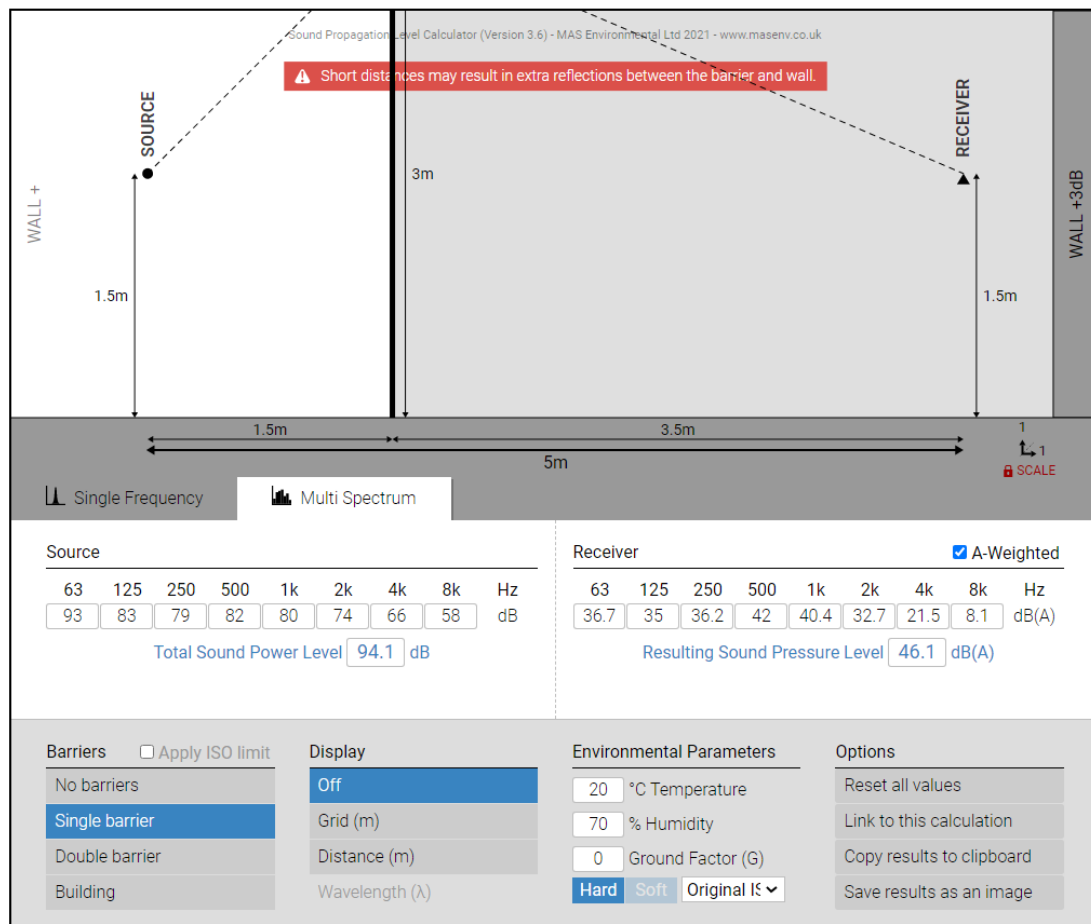 Sound Propagation Level Calculator (Version 3.6) - MAS Environmental Ltd 2021 - www.masenv.co.uk
Short distances may result in extra reflections between the barrier and wall.
WALL +
SOURCE
3m
RECEIVER
WALL +3dB
1.5m
1.5m
1.5m
3.5m
5m
1
1
SCALE
Single Frequency
Multi Spectrum
Source
63 125 250 500 1k 2k 4k 8k Hz
93 83 79 82 80 74 66 58 dB
Total Sound Power Level 94.1 dB
Receiver
A-Weighted
63 125 250 500 1k 2k 4k 8k Hz
36.7 35 36.2 42 40.4 32.7 21.5 8.1 dB(A)
Resulting Sound Pressure Level 46.1 dB(A)
Barriers
Apply ISO limit
No barriers
Single barrier
Double barrier
Building
Display
Off
Grid (m)
Distance (m)
Wavelength (λ)
Environmental Parameters
20 °C Temperature
70 % Humidity
0 Ground Factor (G)
Hard Soft Original
Options
Reset all values
Link to this calculation
Copy results to clipboard
Save results as an image